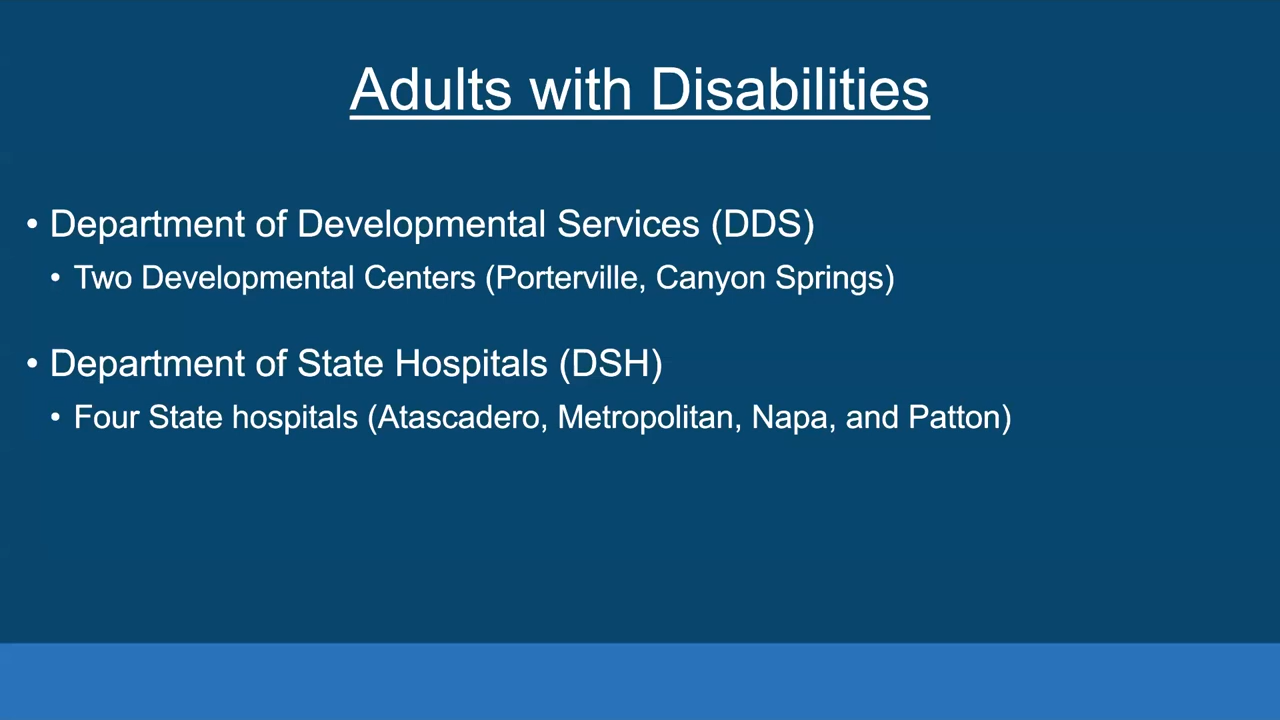 Adults with Disabilities
• Department of Developmental Services (DDS)
• Two Developmental Centers (Porterville, Canyon Springs)
• Department of State Hospitals (DSH)
• Four State hospitals (Atascadero, Metropolitan, Napa, and Patton)